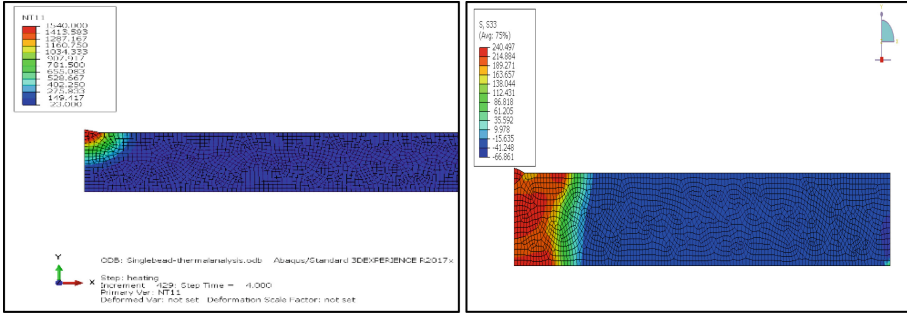 NT11
1540.000
1413.583
1287.167
1160.750
1034.333
907.917
781.500
655.083
528.667
402.250
275.833
149.417
23.000
Y
X
ODB: Singlebead-thermalanalysis.odb Abaqus/Standard 3DEXPERIENCE R2017x
Step: heating
Increment 429: Step Time = 4.000
Primary Var: NT11
Deformed Var: not set Deformation Scale Factor: not set
S, S33
(Avg: 75%)
240.497
214.884
189.271
163.657
138.044
112.431
86.818
61.205
35.592
9.978
-15.635
-41.248
-66.861